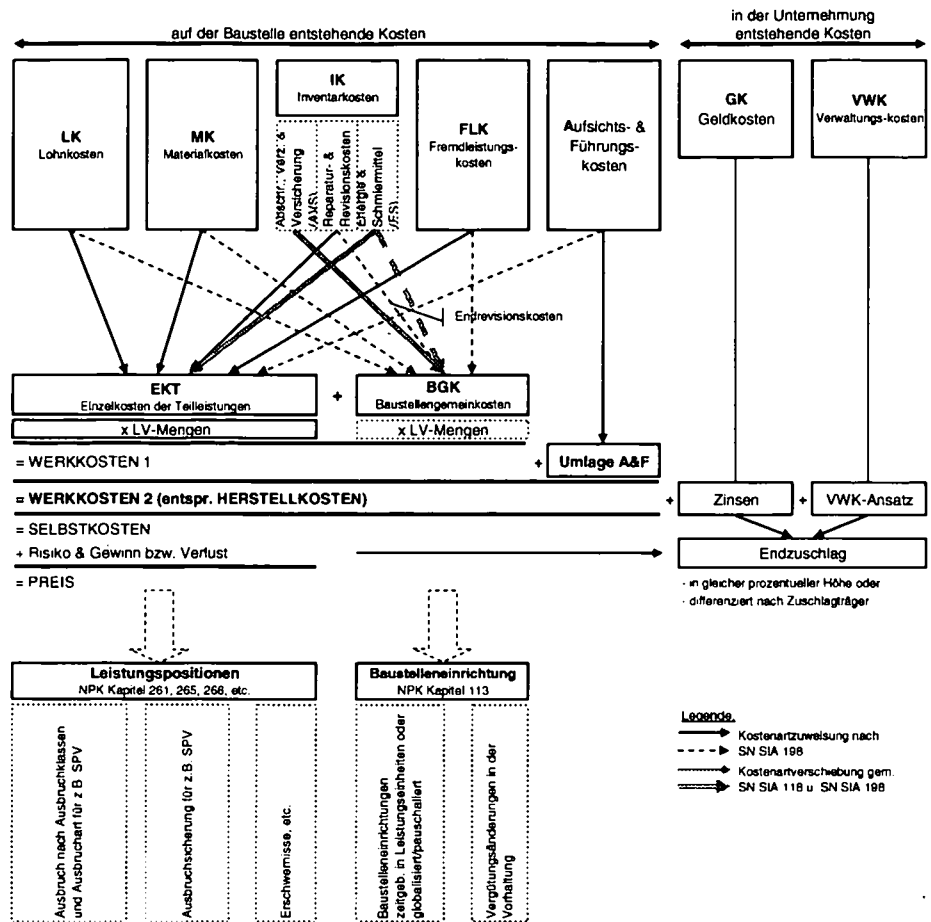 auf der Baustelle entstehende Kosten
in der Unternehmung
entstehende Kosten
LK
Lohnkosten
MK
Materialkosten
IK
Inventarkosten
Abschr., Verz. &
Versicherung
(AVS)
Reparatur- &
Revisionskosten
Energie &
Schmiermittel
(ES)
FLK
Fremdleistungs-
kosten
Aufsichts- &
Führungs-
kosten
GK
Geldkosten
VWK
Verwaltungs-kosten
Endrevisionskosten
EKT
Einzelkosten der Teilleistungen
+
BGK
Baustellengemeinkosten
x LV-Mengen
x LV-Mengen
= WERKKOSTEN 1
+ Umlage A&F
= WERKKOSTEN 2 (entspr. HERSTELLKOSTEN)
+ Zinsen + VWK-Ansatz
= SELBSTKOSTEN
+ Risiko & Gewinn bzw. Verlust
Endzuschlag
= PREIS
- in gleicher prozentueller Höhe oder
- differenziert nach Zuschlagträger
Leistungspositionen
NPK Kapitel 261, 265, 266, etc.
Baustelleneinrichtung
NPK Kapitel 113
Ausbruch nach Ausbruchklassen
und Ausbruchart für z B SPV
Ausbruchsicherung für z.B. SPV
Erschwernisse, etc.
Baustelleneinrichtungen
zeitgeb. in Leistungseinheiten oder
globalisiert/pauschaliert
Vergütungsänderungen in der
Vorhaltung
Legende.
Kostenartzuweisung nach
SN SIA 198
Kostenartverschiebung gem.
SN SIA 118 u SN SIA 198